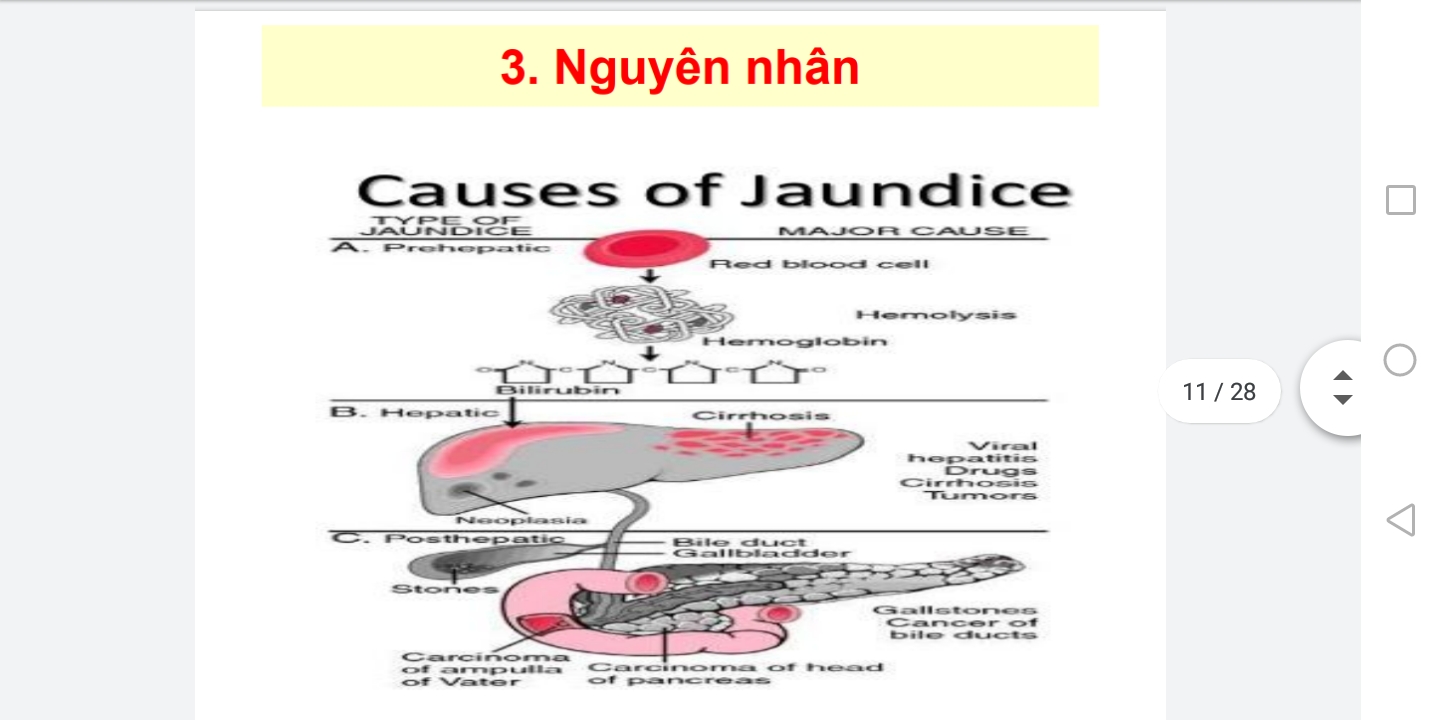 3. Nguyên nhân
Causes of Jaundice
TYPE OF
JAUNDICE
MAJOR CAUSE
A. Prehepatic
Red blood cell
Hemolysis
Hemoglobin
O N C N C N C N O
Bilirubin
B. Hepatic
Cirrhosis
Viral
hepatitis
Drugs
Cirrhosis
Tumors
Neoplasia
C. Posthepatic
Bile duct
Gallbladder
Stones
Gallstones
Cancer of
bile ducts
Carcinoma
of ampulla
of Vater
Carcinoma of head
of pancreas
11 / 28